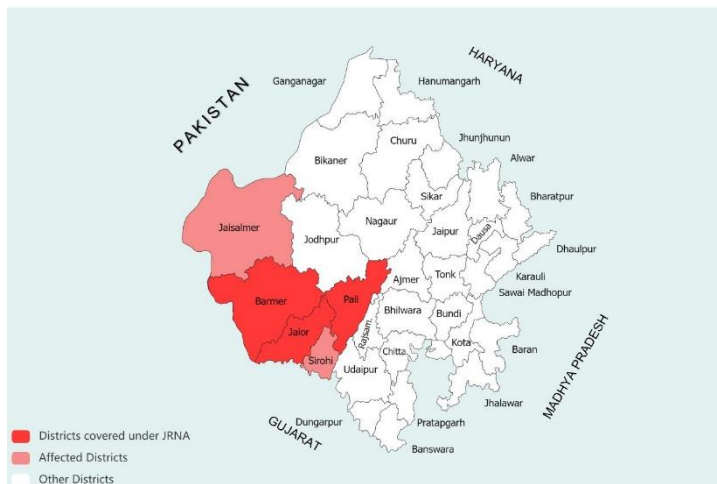 HARYANA
Ganganagar
Hanumangarh
PAKISTAN
Churu
Jhunjhunun
Bikaner
Alwar
Sikar
Bharatpur
Jaisalmer
Nagaur
Jodhpur
Jaipur
Dausa
Dhaulpur
Ajmer
Tonk
Karauli
Sawai Madhopur
Barmer
Pali
Bhilwara
Bundi
Jalor
Rajsam
Kota
Baran
Sirohi
Chitta
Udaipur
MADHYA PRADESH
Jhalawar
Dungarpur
GUJARAT
Pratapgarh
Banswara
Districts covered under JRNA
Affected Districts
Other Districts